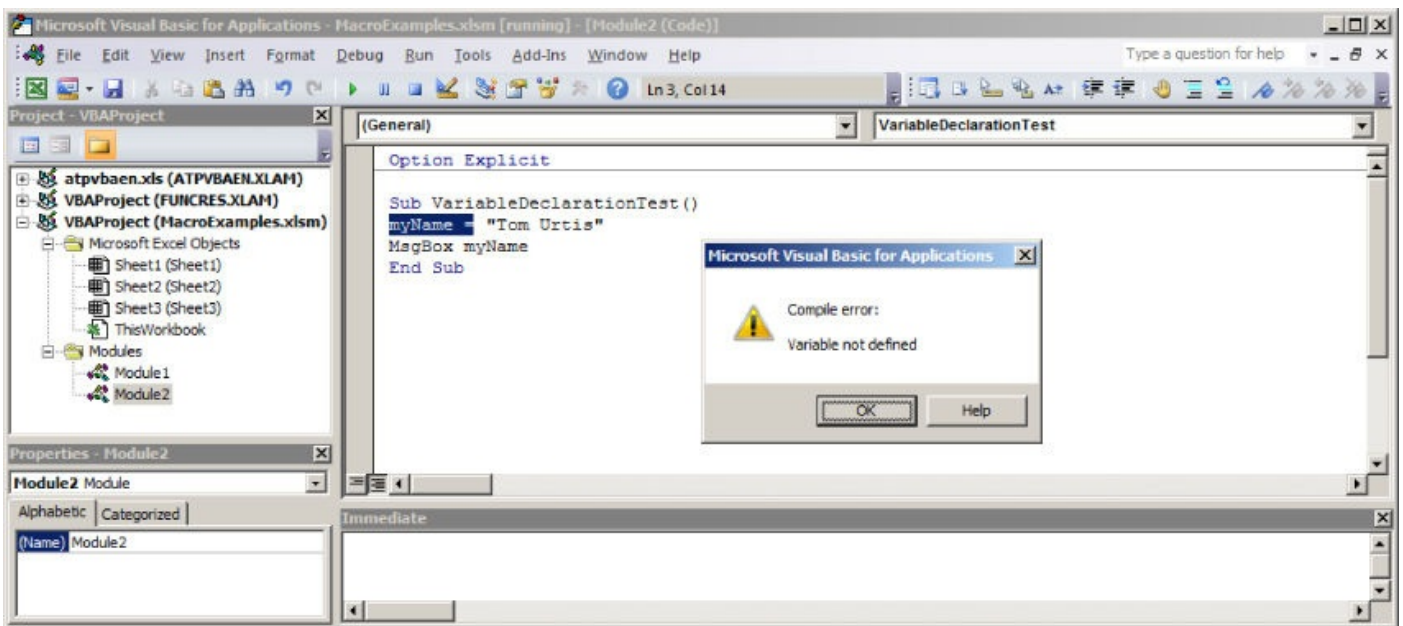 Microsoft Visual Basic for Applications - MacroExamples.xlsm [running] - [Module2 (Code)]
File Edit View Insert Format Debug Run Tools Add-Ins Window Help
Type a question for help
Ln 3, Col 14
Project - VBAProject
(General)
VariableDeclarationTest
atpvbaen.xls (ATPVBAEN.XLAM)
VBAProject (FUNCRES.XLAM)
VBAProject (MacroExamples.xlsm)
Microsoft Excel Objects
Sheet1 (Sheet1)
Sheet2 (Sheet2)
Sheet3 (Sheet3)
ThisWorkbook
Modules
Module1
Module2
Option Explicit
Sub VariableDeclarationTest()
myName = "Tom Urtis"
MsgBox myName
End Sub
Microsoft Visual Basic for Applications
Compile error:
Variable not defined
OK Help
Properties - Module2
Module2 Module
Alphabetic Categorized
(Name) Module2
Immediate